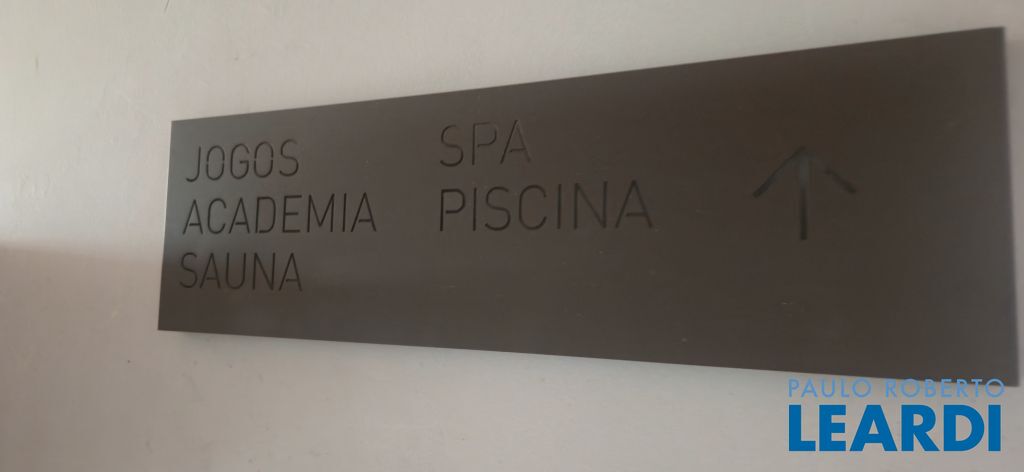 JOGOS
ACADEMIA
SAUNA
SPA
PISCINA
PAULO ROBERTO
LEARDI